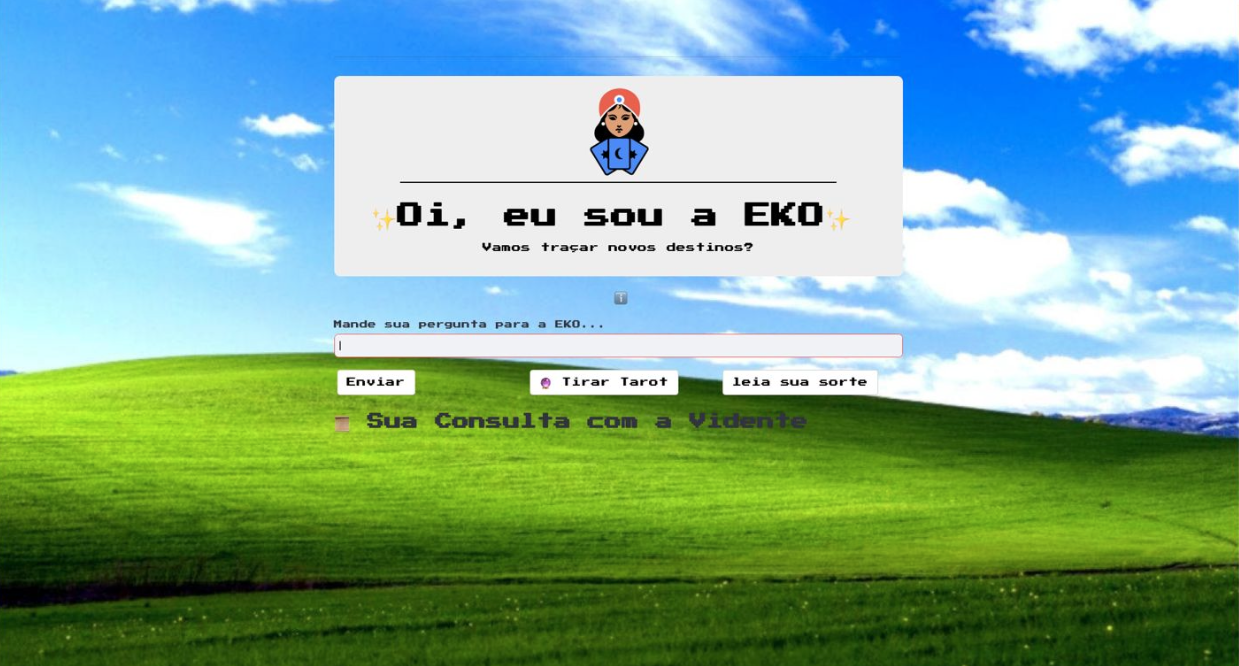 Oi, eu sou a EKO
Vamos traçar novos destinos?
Mande sua pergunta para a EKO...
Enviar
Tirar Tarot
leia sua sorte
Sua Consulta com a Vidente